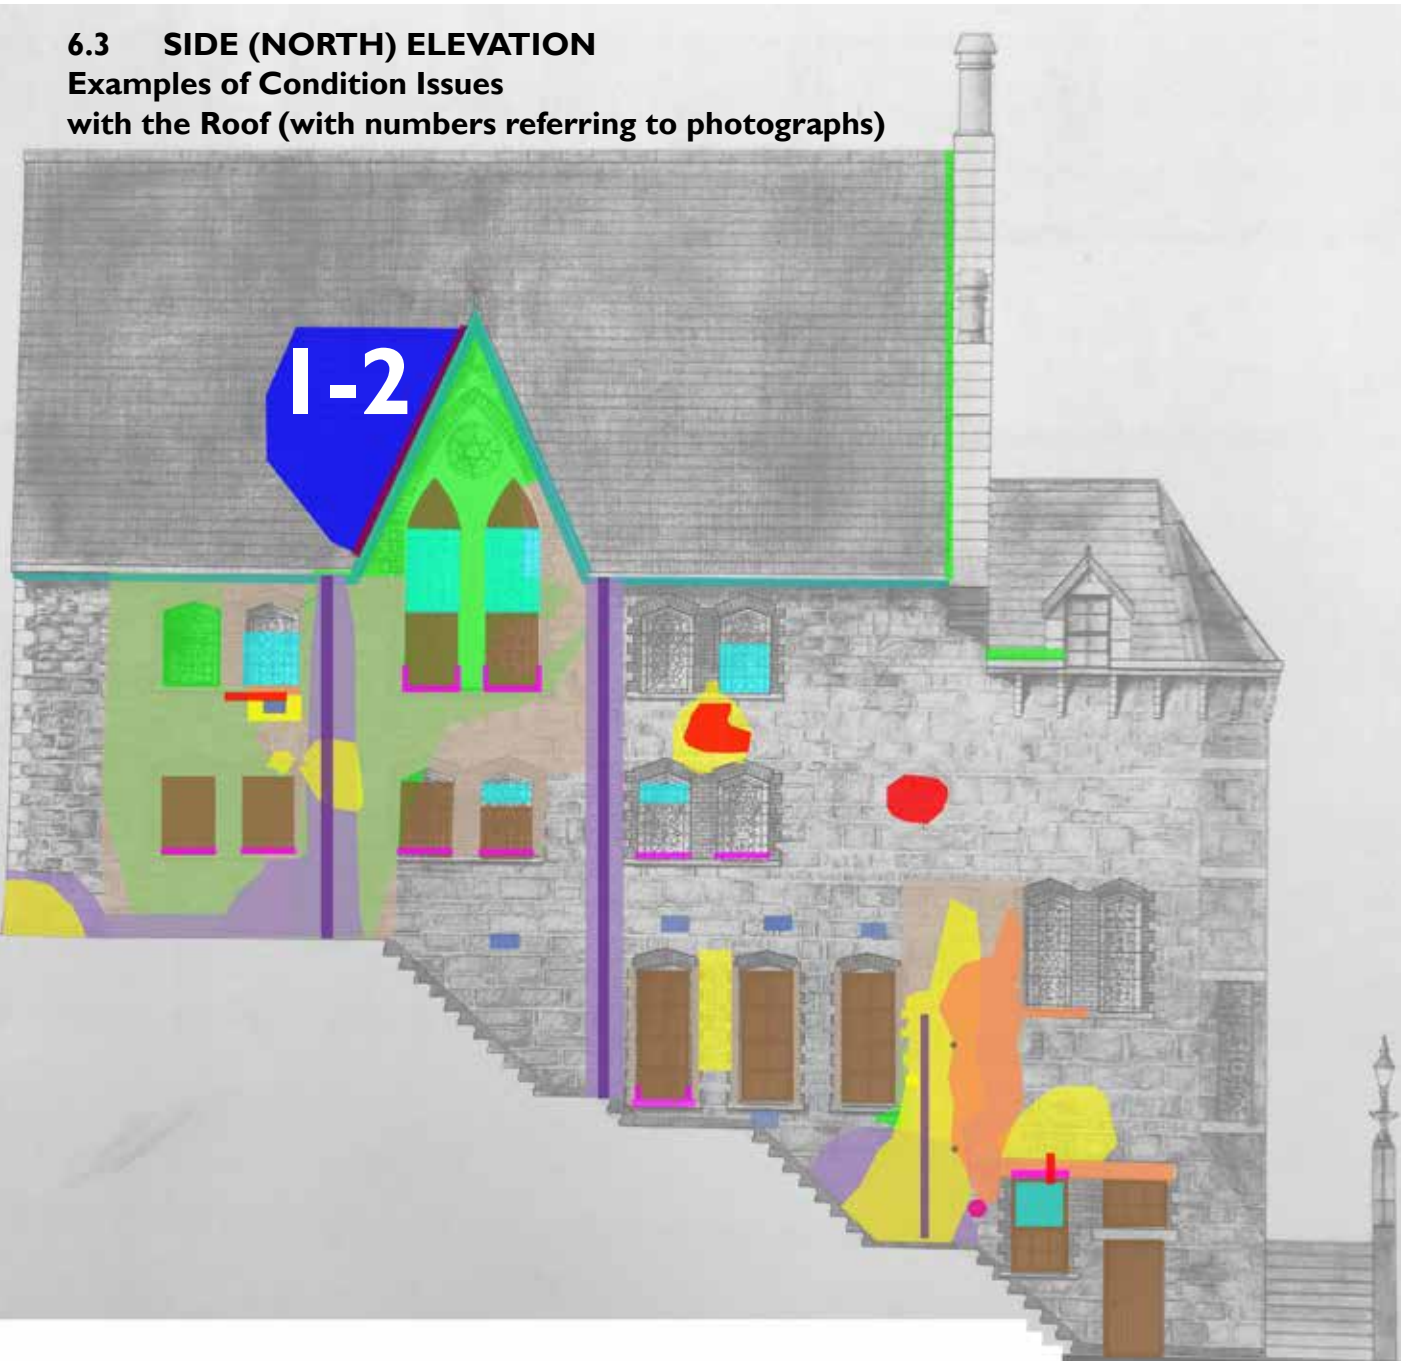 6.3 SIDE (NORTH) ELEVATION
Examples of Condition Issues
with the Roof (with numbers referring to photographs)
1-2